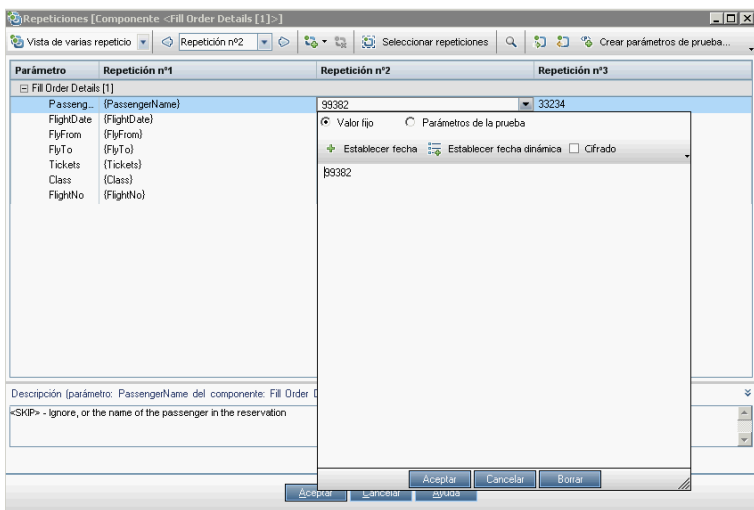 Repeticiones [Componente <Fill Order Details [1]>]
Vista de varias repeticio Repetición nº2 Seleccionar repeticiones Crear parámetros de prueba...
Parámetro Repetición nº1 Repetición nº2 Repetición nº3
Fill Order Details [1]
Passeng... {PassengerName} 99382 33234
FlightDate {FlightDate}
FlyFrom {FlyFrom}
FlyTo {FlyTo}
Tickets {Tickets}
Class {Class}
FlightNo {FlightNo}
Valor fijo Parámetros de la prueba
Establecer fecha Establecer fecha dinámica Cifrado
99382
Descripción (parámetro: PassengerName del componente: Fill Order D
<SKIP> - Ignore, or the name of the passenger in the reservation
Aceptar Cancelar Borrar
Aceptar Cancelar Ayuda